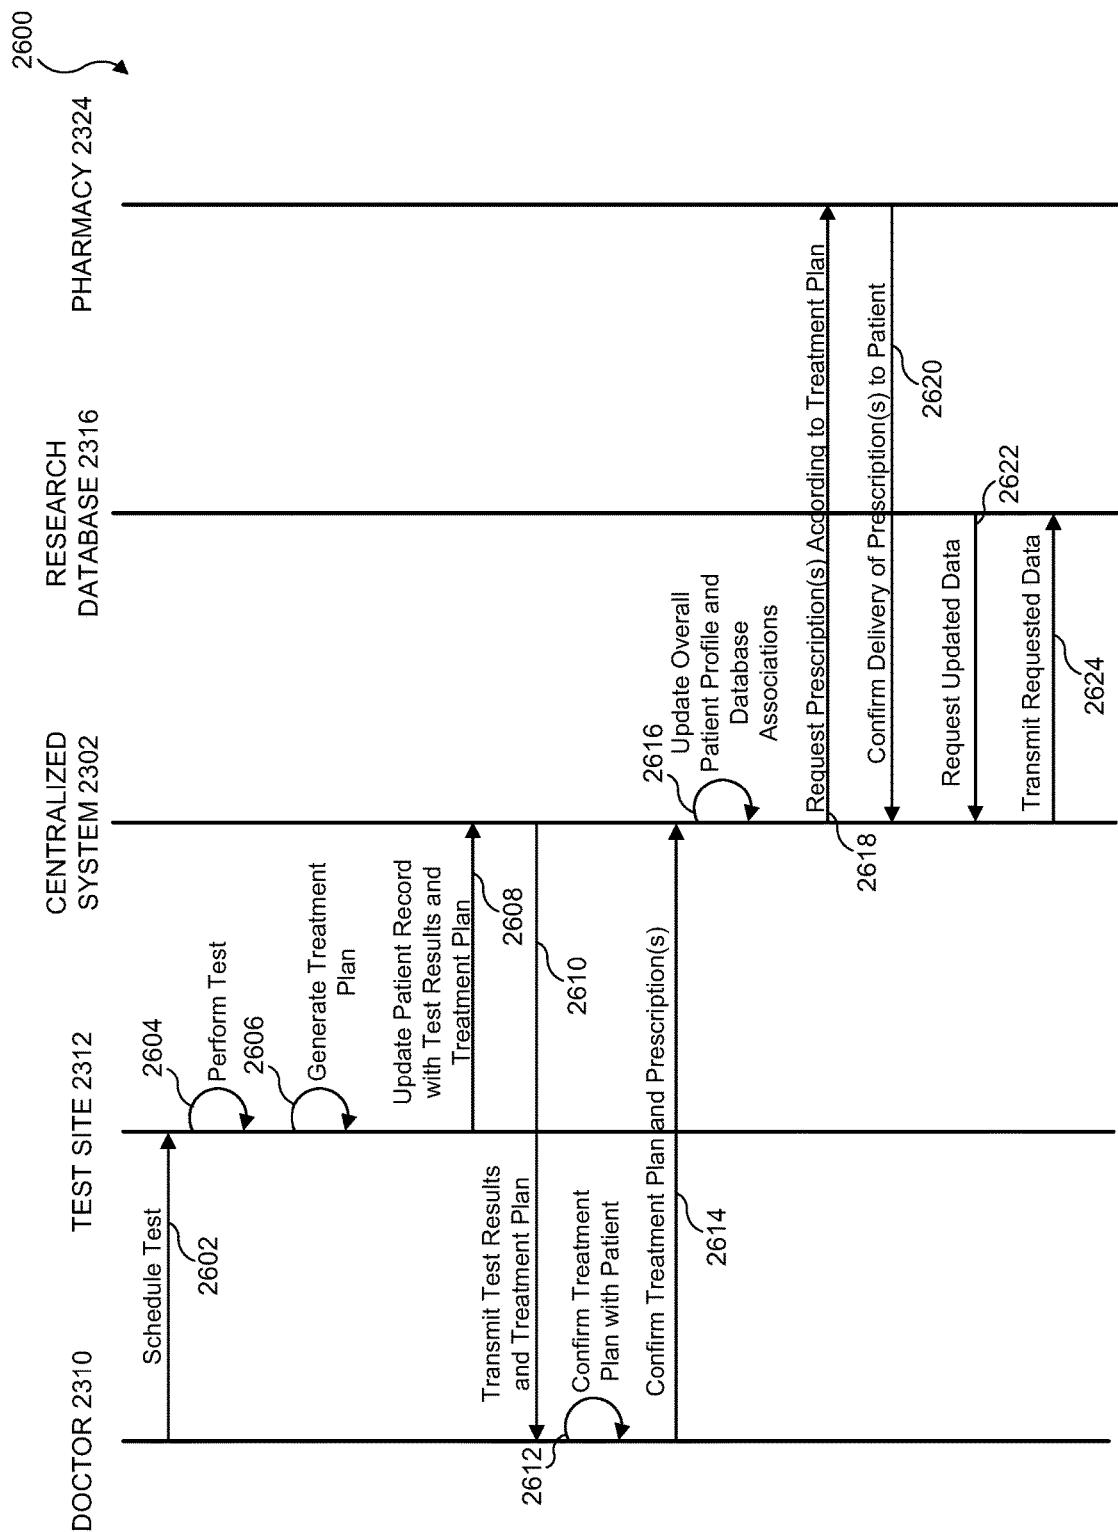 2600
DOCTOR 2310
TEST SITE 2312
CENTRALIZED
SYSTEM 2302
RESEARCH
DATABASE 2316
PHARMACY 2324
Schedule Test
2602
2604
Perform Test
2606
Generate Treatment
Plan
Update Patient Record
with Test Results and
Treatment Plan
2608
Transmit Test Results
and Treatment Plan
2610
2612
Confirm Treatment
Plan with Patient
Confirm Treatment Plan and Prescription(s)
2614
2616
Update Overall
Patient Profile and
Database
Associations
Request Prescription(s) According to Treatment Plan
2618
Confirm Delivery of Prescription(s) to Patient
2620
Request Updated Data
2622
Transmit Requested Data
2624